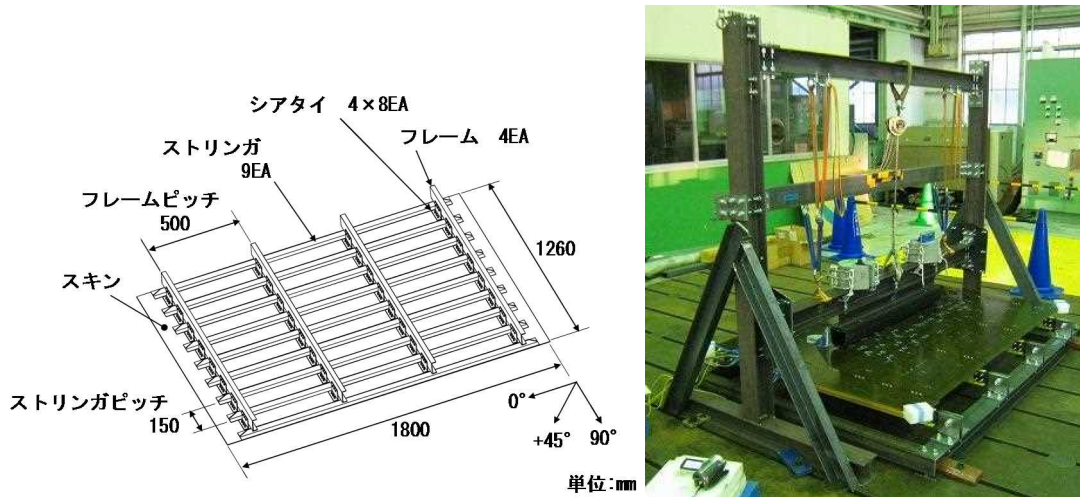 シアタイ 4×8EA
フレーム 4EA
ストリンガ
9EA
フレームピッチ
500
1260
スキン
ストリンガピッチ
150
1800
0°
+45°
90°
単位:mm